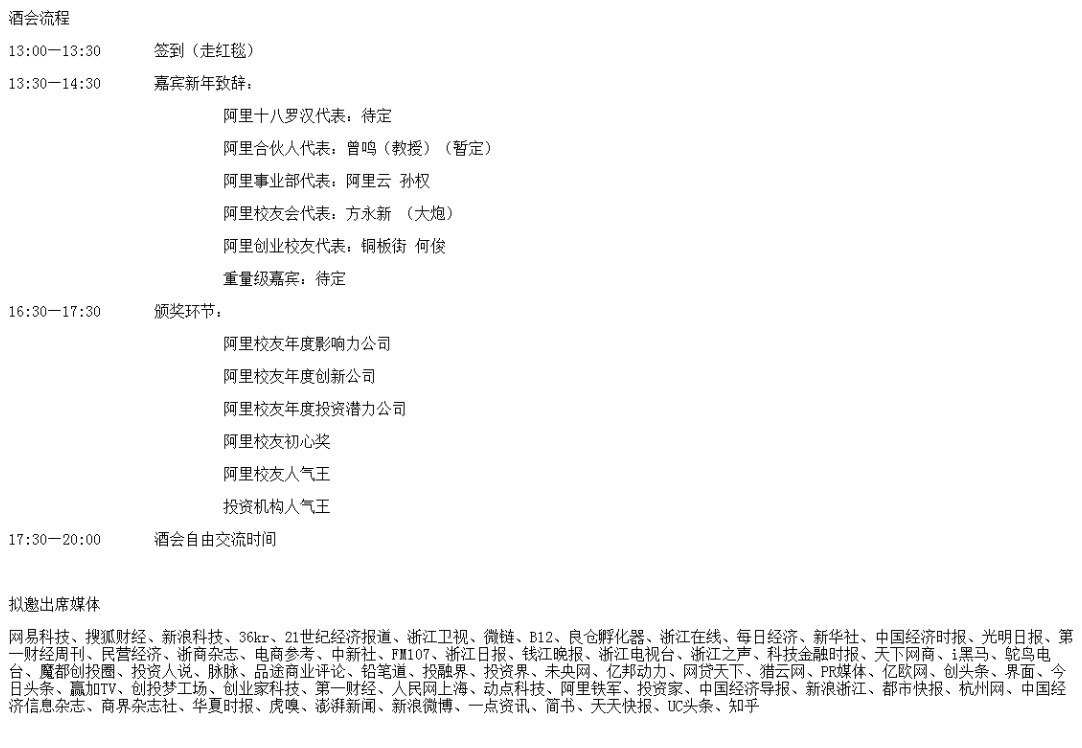 酒会流程
13:00—13:30 签到（走红毯）
13:30—14:30 嘉宾新年致辞：
阿里十八罗汉代表：待定
阿里合伙人代表：曾鸣（教授）（暂定）
阿里事业部代表：阿里云 孙权
阿里校友会代表：方永新 （大炮）
阿里创业校友代表：铜板街 何俊
重量级嘉宾：待定
16:30—17:30 颁奖环节：
阿里校友年度影响力公司
阿里校友年度创新公司
阿里校友年度投资潜力公司
阿里校友初心奖
阿里校友人气王
投资机构人气王
17:30—20:00 酒会自由交流时间
拟邀出席媒体
网易科技、搜狐财经、新浪科技、36kr、21世纪经济报道、浙江卫视、微链、B12、良仓孵化器、浙江在线、每日经济、新华社、中国经济时报、光明日报、第
一财经周刊、民营经济、浙商杂志、电商参考、中新社、FM107、浙江日报、钱江晚报、浙江电视台、浙江之声、科技金融时报、天下网商、i黑马、鸵鸟电
台、魔都创投圈、投资人说、脉脉、品途商业评论、铅笔道、投融界、投资界、未央网、亿邦动力、网贷天下、猎云网、PR媒体、亿欧网、创头条、界面、今
日头条、赢加TV、创投梦工场、创业家科技、第一财经、人民网上海、动点科技、阿里铁军、投资家、中国经济导报、新浪浙江、都市快报、杭州网、中国经
济信息杂志、商界杂志社、华夏时报、虎嗅、澎湃新闻、新浪微博、一点资讯、简书、天天快报、UC头条、知乎